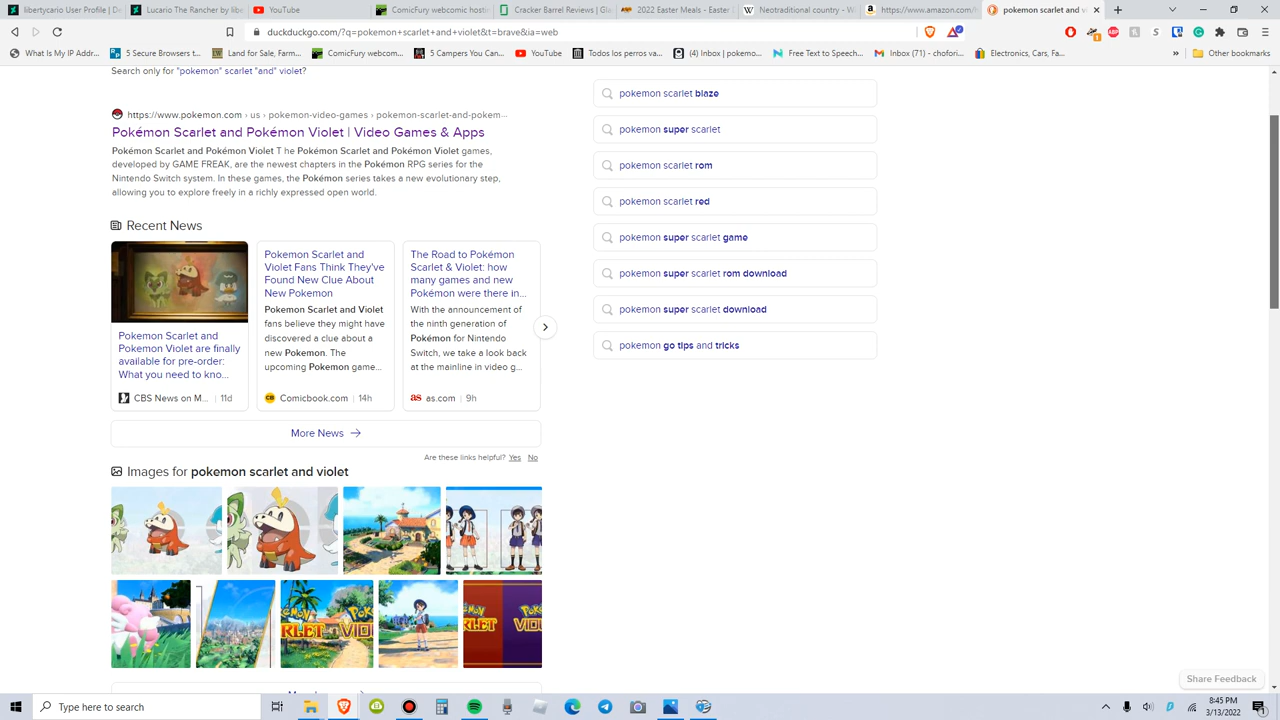 libertycario User Profile | De
Lucario The Rancher by libe
YouTube
ComicFury webcomic hostin
Cracker Barrel Reviews | Gla
2022 Easter Meals - Easter
Neotraditional country - Wi
https://www.amazon.com/h
pokemon scarlet and vi
duckduckgo.com/?q=pokemon+scarlet+and+violet&t=brave&ia=web
What Is My IP Addr...
5 Secure Browsers t...
Land for Sale, Farm...
ComicFury webcom...
5 Campers You Can...
YouTube
Todos los perros va...
(4) Inbox | pokemo...
Free Text to Speech...
Inbox (71) - chofori...
Electronics, Cars, Fa...
Other bookmarks
Search only for "pokemon" scarlet "and" violet?
https://www.pokemon.com › us › pokemon-video-games › pokemon-scarlet-and-pokem...
Pokémon Scarlet and Pokémon Violet | Video Games & Apps
Pokémon Scarlet and Pokémon Violet T he Pokémon Scarlet and Pokémon Violet games,
developed by GAME FREAK, are the newest chapters in the Pokémon RPG series for the
Nintendo Switch system. In these games, the Pokémon series takes a new evolutionary step,
allowing you to explore freely in a richly expressed open world.
Recent News
Pokemon Scarlet and
Pokemon Violet are finally
available for pre-order:
What you need to kno...
CBS News on M... | 11d
Pokemon Scarlet and
Violet Fans Think They've
Found New Clue About
New Pokemon
Pokemon Scarlet and Violet
fans believe they might have
discovered a clue about a
new Pokemon. The
upcoming Pokemon game...
CB Comicbook.com | 14h
The Road to Pokémon
Scarlet & Violet: how
many games and new
Pokémon were there in...
With the announcement of
the ninth generation of
Pokémon for Nintendo
Switch, we take a look back
at the mainline in video g...
as as.com | 9h
More News
Are these links helpful? Yes No
Images for pokemon scarlet and violet
pokemon scarlet blaze
pokemon super scarlet
pokemon scarlet rom
pokemon scarlet red
pokemon super scarlet game
pokemon super scarlet rom download
pokemon super scarlet download
pokemon go tips and tricks
Share Feedback
Type here to search
8:45 PM
3/13/2022